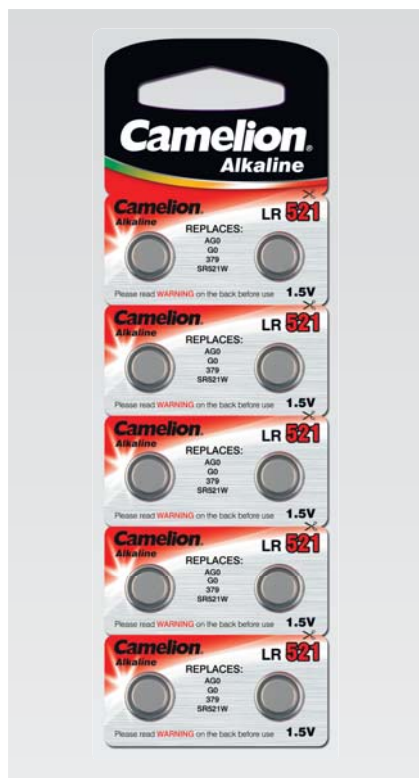 Camelion®
Alkaline
Camelion®
Alkaline
LR 521
REPLACES:
AG0
G0
379
SR521W
Please read WARNING on the back before use
1.5V
Camelion®
Alkaline
LR 521
REPLACES:
AG0
G0
379
SR521W
Please read WARNING on the back before use
1.5V
Camelion®
Alkaline
LR 521
REPLACES:
AG0
G0
379
SR521W
Please read WARNING on the back before use
1.5V
Camelion®
Alkaline
LR 521
REPLACES:
AG0
G0
379
SR521W
Please read WARNING on the back before use
1.5V
Camelion®
Alkaline
LR 521
REPLACES:
AG0
G0
379
SR521W
Please read WARNING on the back before use
1.5V